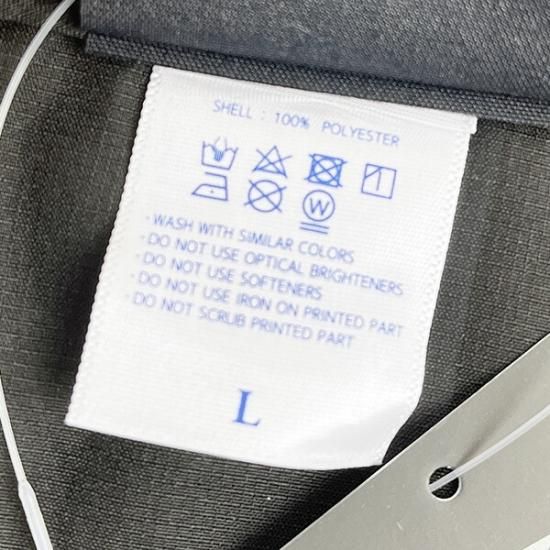 SHELL : 100% POLYESTER
W
· WASH WITH SIMILAR COLORS
· DO NOT USE OPTICAL BRIGHTENERS
· DO NOT USE SOFTENERS
· DO NOT USE IRON ON PRINTED PART
· DO NOT SCRUB PRINTED PART
L